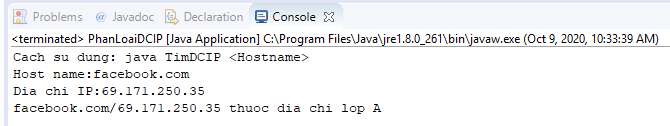 Problems @ Javadoc Declaration Console
<terminated> PhanLoaiDCIP [Java Application] C:\Program Files\Java\jre1.8.0_261\bin\javaw.exe (Oct 9, 2020, 10:33:39 AM)
Cach su dung: java TimDCIP <Hostname>
Host name:facebook.com
Dia chi IP:69.171.250.35
facebook.com/69.171.250.35 thuoc dia chi lop A